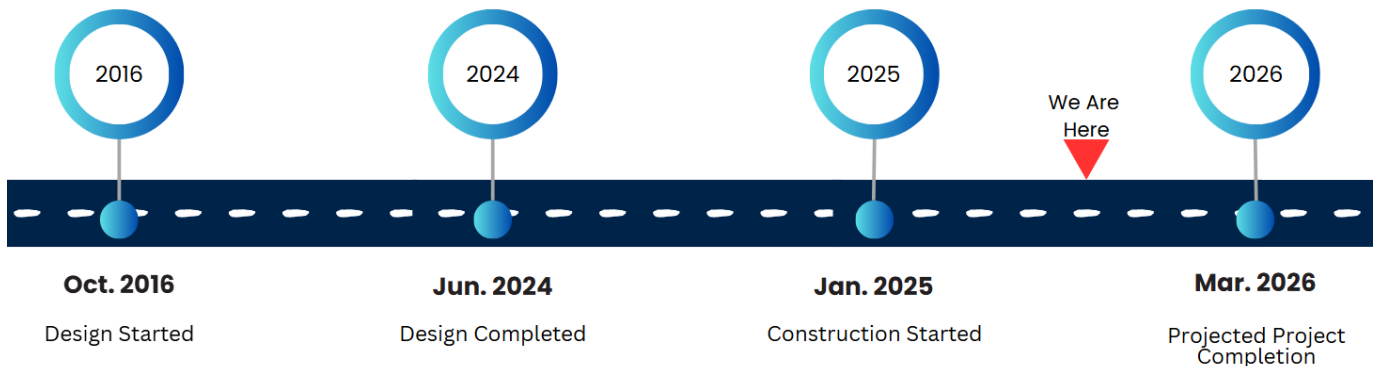 2016
2024
2025
2026
We Are
Here
Oct. 2016
Jun. 2024
Jan. 2025
Mar. 2026
Design Started
Design Completed
Construction Started
Projected Project
Completion